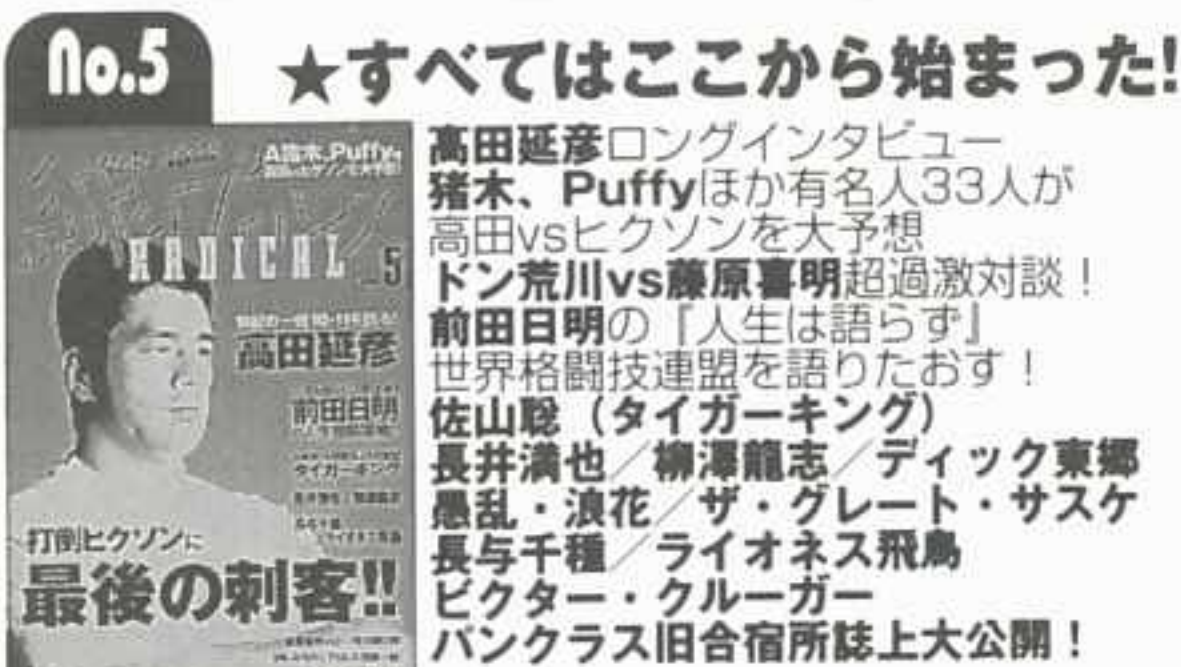 No.5
★すべてはここから始まった!
高田延彦ロングインタビュー
猪木、Puffyほか有名人33人が
高田vsヒクソンを大予想
ドン荒川vs藤原喜明超過激対談!
前田日明の『人生は語らず』
世界格闘技連盟を語りたおす!
佐山聡(タイガーキング)
長井満也/柳澤龍志/ディック東郷
愚乱・浪花/ザ・グレート・サスケ
長与千種/ライオネス飛鳥
ビクター・クルーガー
パンクラス旧合宿所誌上大公開!
RADICAL 5
高田延彦
前田日明
タイガーキング
打倒ヒクソンに
最後の刺客!!